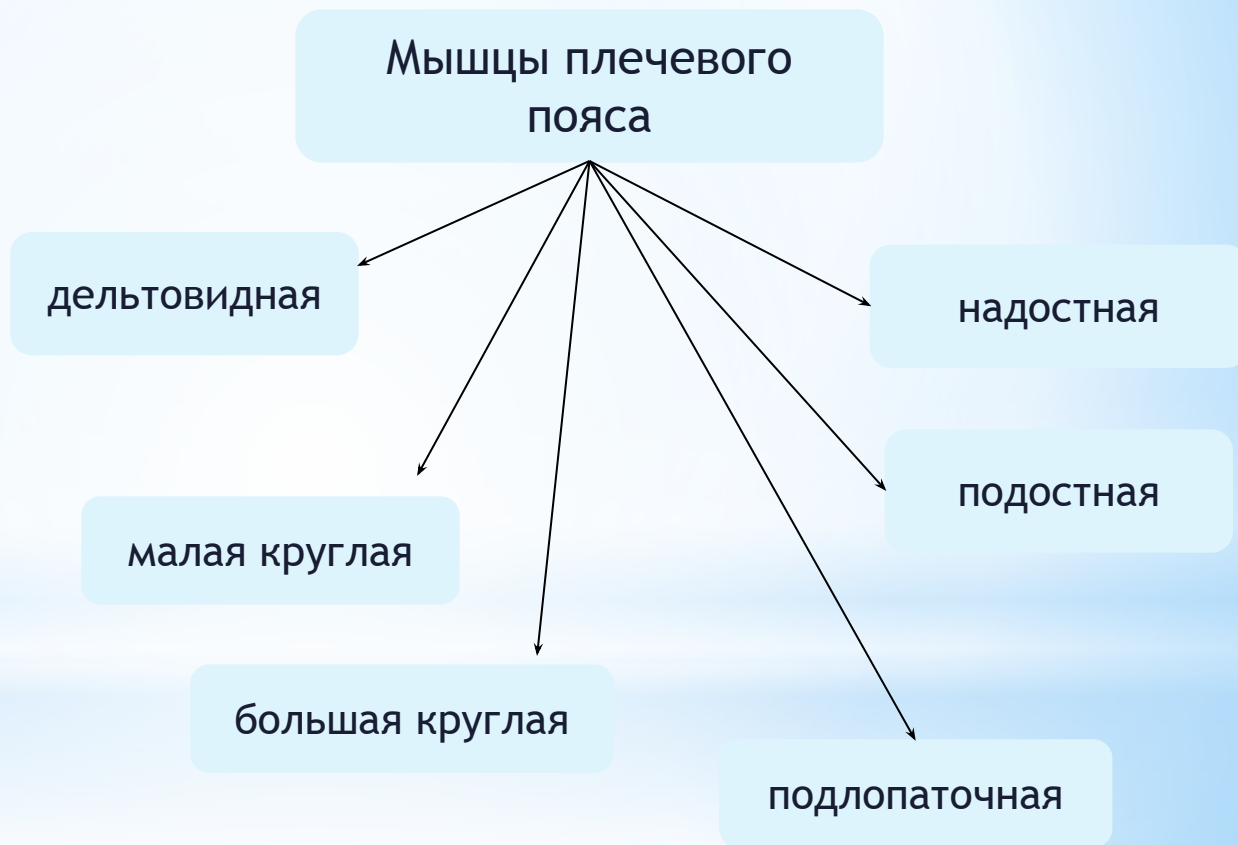 Мышцы плечевого
пояса
дельтовидная
надостная
подостная
малая круглая
большая круглая
подлопаточная